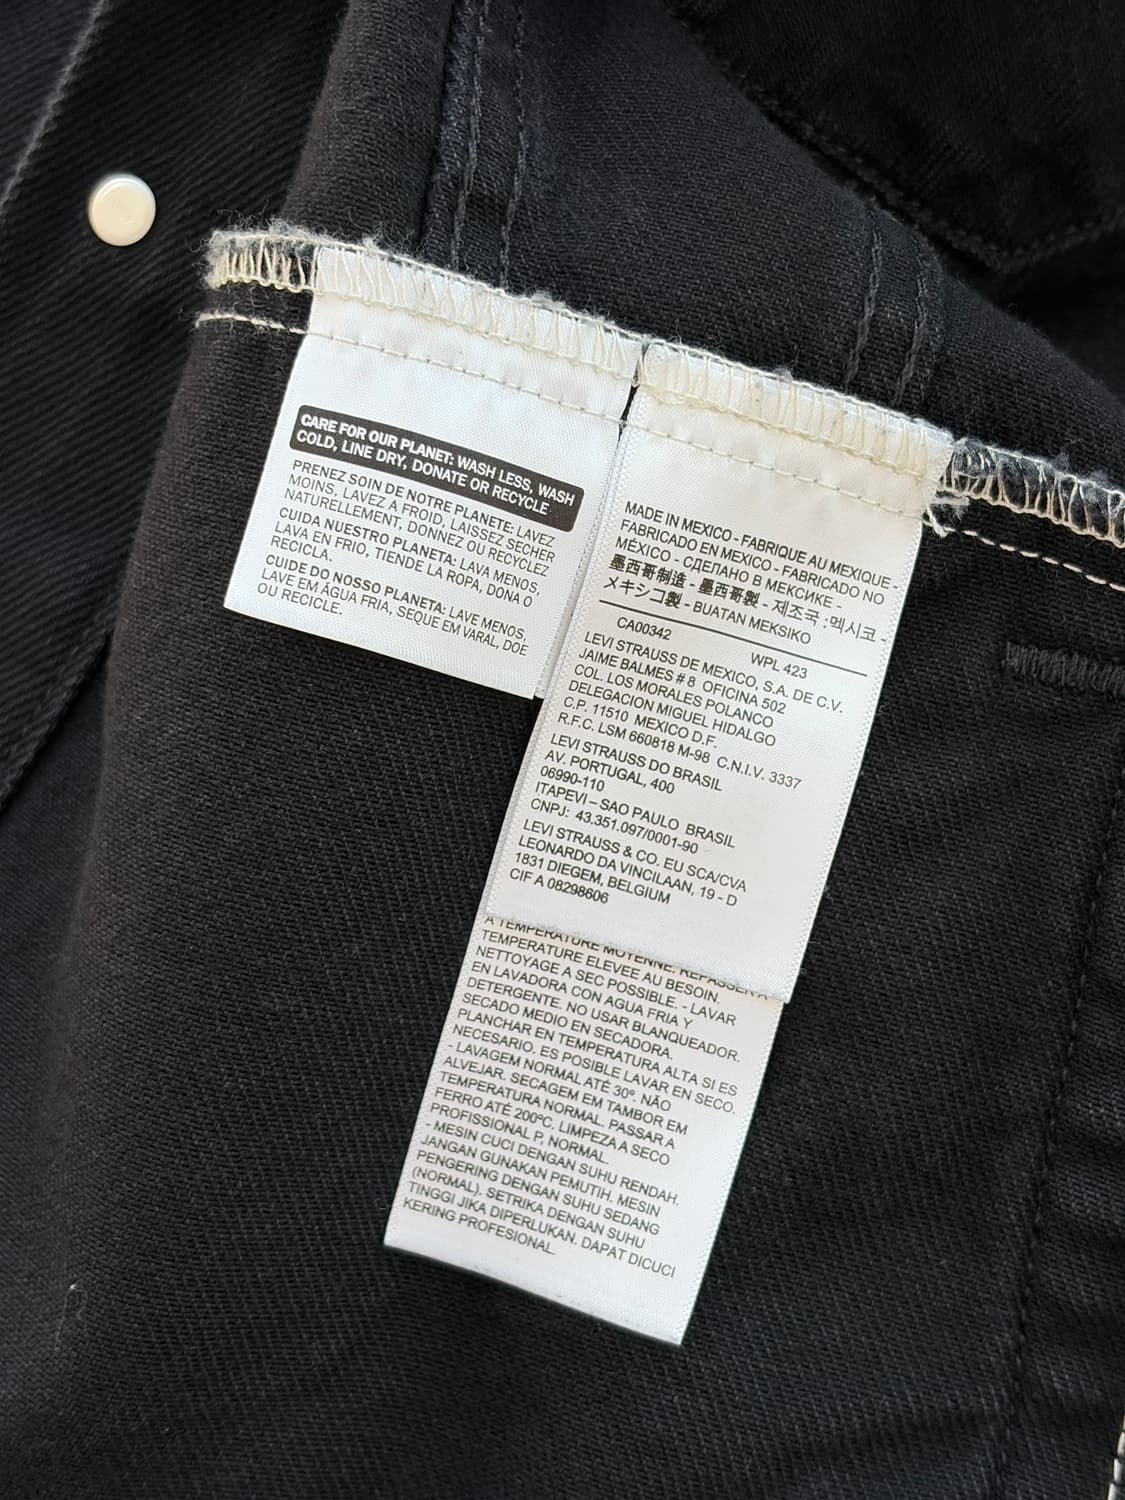 CARE FOR OUR PLANET: WASH LESS, WASH
COLD, LINE DRY, DONATE OR RECYCLE
PRENEZ SOIN DE NOTRE PLANETE: LAVEZ
MOINS, LAVEZ A FROID, LAISSEZ SECHER
NATURELLEMENT, DONNEZ OU RECYCLEZ
CUIDA NUESTRO PLANETA: LAVA MENOS,
LAVA EN FRIO, TIENDE LA ROPA, DONA O
RECICLA.
CUIDE DO NOSSO PLANETA: LAVE MENOS,
LAVE EM ÁGUA FRIA, SEQUE EM VARAL, DOE
OU RECICLE.
MADE IN MEXICO - FABRIQUE AU MEXIQUE -
FABRICADO EN MEXICO - FABRICADO NO
MÉXICO - СДЕЛАНО В МЕКСИКЕ -
墨西哥制造 - 墨西哥製 - 제조국 : 멕시코 -
メキシコ製 - BUATAN MEKSIKO
CA00342 WPL 423
LEVI STRAUSS DE MEXICO, S.A. DE C.V.
JAIME BALMES # 8 OFICINA 502
COL. LOS MORALES POLANCO
DELEGACION MIGUEL HIDALGO
C.P. 11510 MEXICO D.F.
R.F.C. LSM 660818 M-98 C.N.I.V. 3337
LEVI STRAUSS DO BRASIL
AV. PORTUGAL, 400
06990-110
ITAPEVI – SAO PAULO BRASIL
CNPJ: 43.351.097/0001-90
LEVI STRAUSS & CO. EU SCA/CVA
LEONARDO DA VINCILAAN, 19 - D
1831 DIEGEM, BELGIUM
CIF A 08298606
A TEMPERATURE MOYENNE. REPASSER A
TEMPERATURE ELEVEE AU BESOIN.
NETTOYAGE A SEC POSSIBLE. - LAVAR
EN LAVADORA CON AGUA FRIA Y
DETERGENTE. NO USAR BLANQUEADOR.
SECADO MEDIO EN SECADORA.
PLANCHAR EN TEMPERATURA ALTA SI ES
NECESARIO. ES POSIBLE LAVAR EN SECO.
- LAVAGEM NORMAL ATÉ 30º. NÃO
ALVEJAR. SECAGEM EM TAMBOR EM
TEMPERATURA NORMAL. PASSAR A
FERRO ATÉ 200ºC. LIMPEZA A SECO
PROFISSIONAL P, NORMAL.
- MESIN CUCI DENGAN SUHU RENDAH.
JANGAN GUNAKAN PEMUTIH. MESIN
PENGERING DENGAN SUHU SEDANG
(NORMAL). SETRIKA DENGAN SUHU
TINGGI JIKA DIPERLUKAN. DAPAT DICUCI
KERING PROFESIONAL.